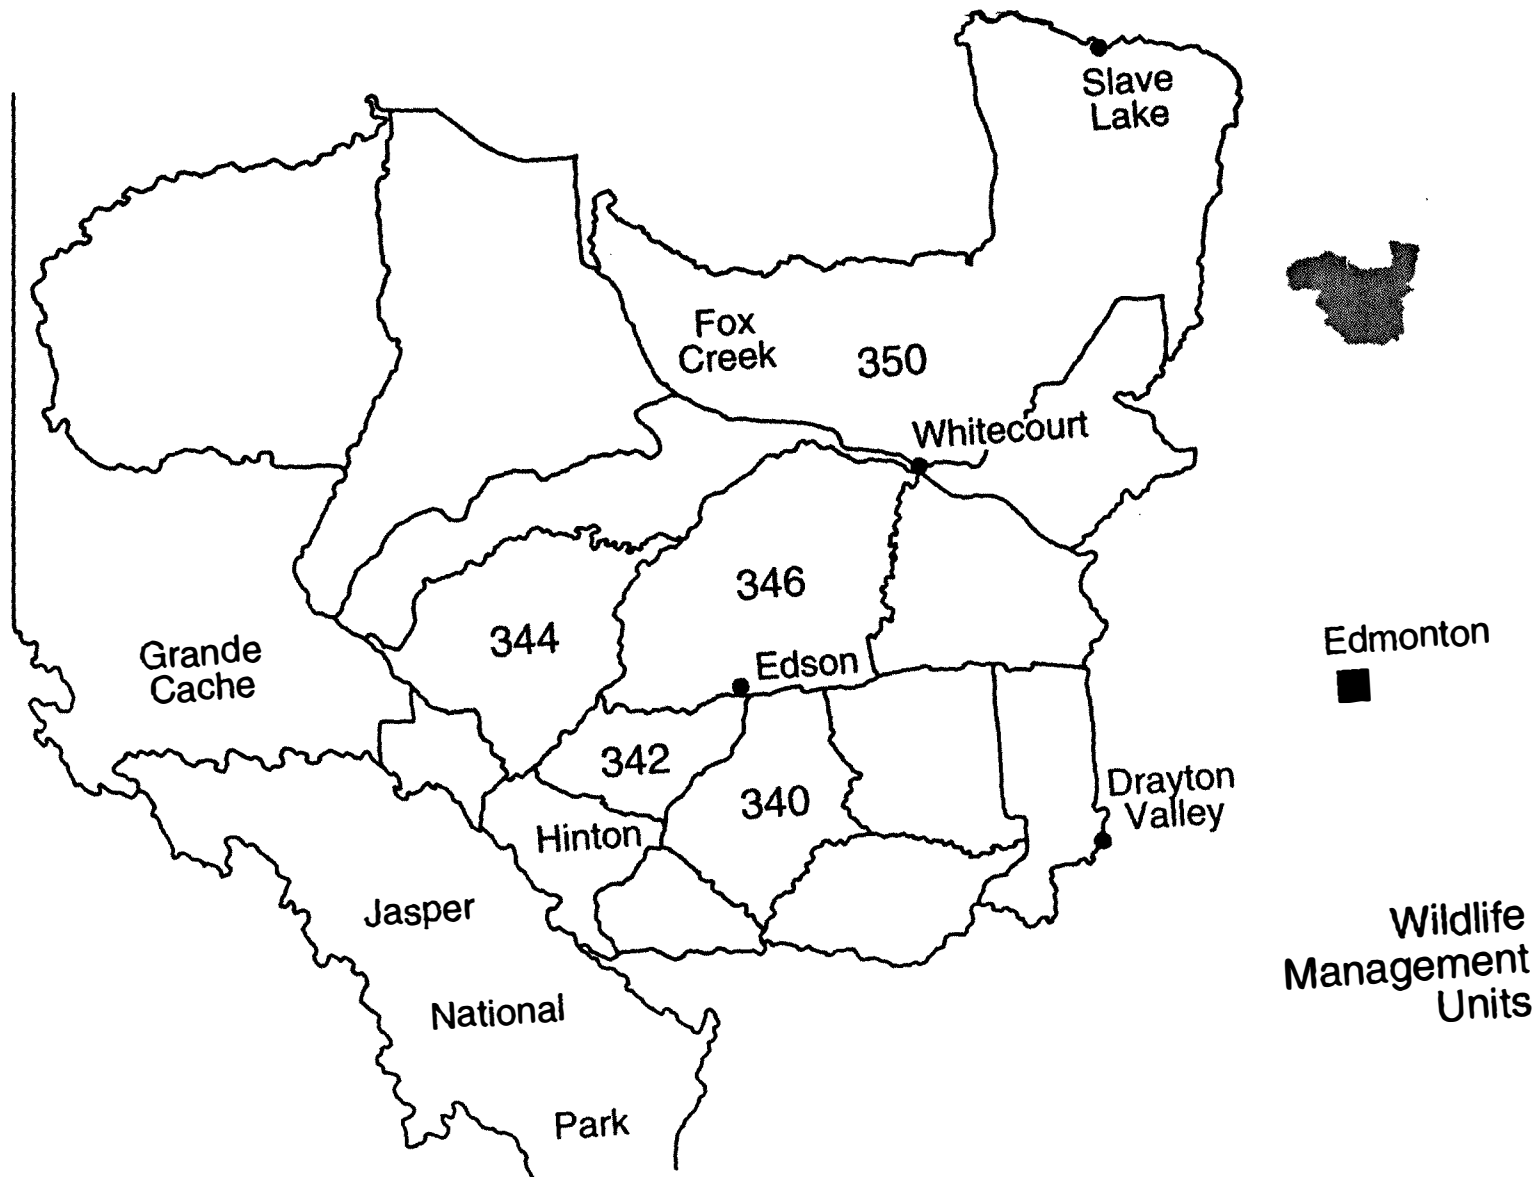 Slave
Lake
Fox
Creek
350
Whitecourt
346
344
Edson
Edmonton
Grande
Cache
342
340
Drayton
Valley
Hinton
Jasper
National
Park
Wildlife
Management
Units